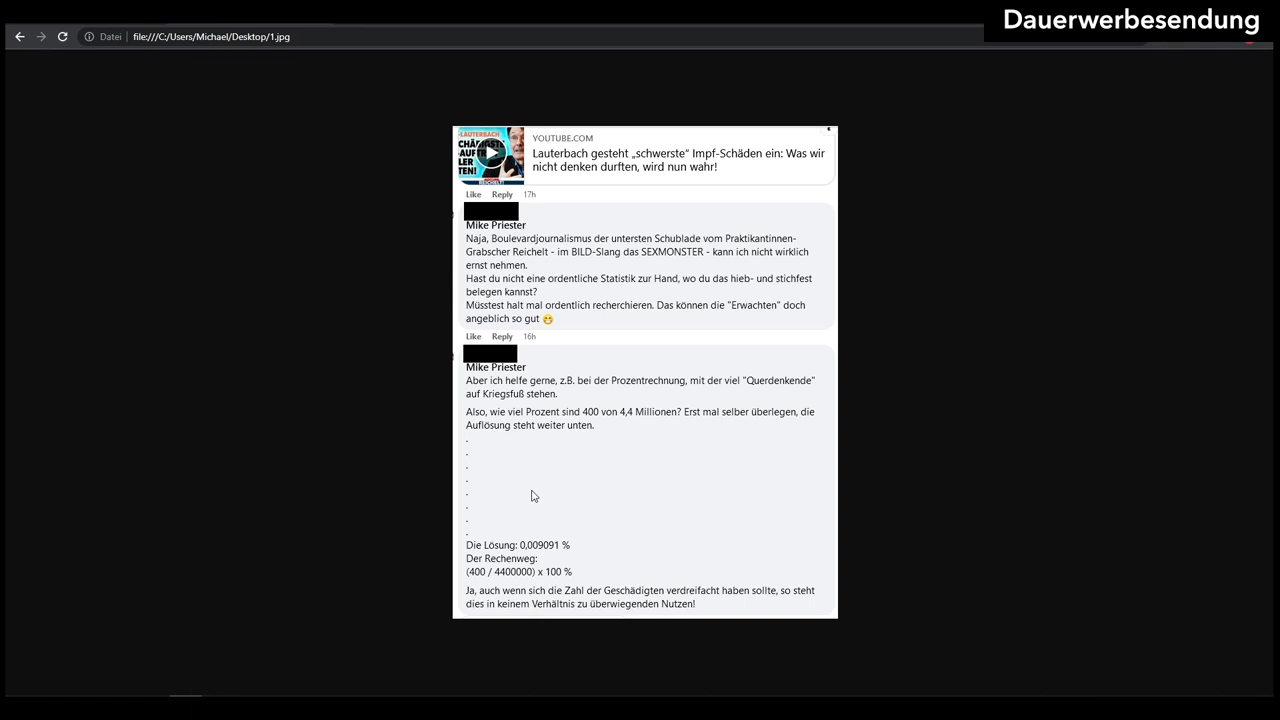 Dauerwerbesendung
Datei file:///C:/Users/Michael/Desktop/1.jpg
LAUTERBACH
TEN!
REICHELT!
YOUTUBE.COM
Lauterbach gesteht „schwerste“ Impf-Schäden ein: Was wir
nicht denken durften, wird nun wahr!
Like Reply 17h
Mike Priester
Naja, Boulevardjournalismus der untersten Schublade vom Praktikantinnen-
Grabscher Reichelt - im BILD-Slang das SEXMONSTER - kann ich nicht wirklich
ernst nehmen.
Hast du nicht eine ordentliche Statistik zur Hand, wo du das hieb- und stichfest
belegen kannst?
Müsstest halt mal ordentlich recherchieren. Das können die "Erwachten" doch
angeblich so gut 😁
Like Reply 16h
Mike Priester
Aber ich helfe gerne, z.B. bei der Prozentrechnung, mit der viel "Querdenkende"
auf Kriegsfuß stehen.
Also, wie viel Prozent sind 400 von 4,4 Millionen? Erst mal selber überlegen, die
Auflösung steht weiter unten.
.
.
.
.
.
.
.
.
Die Lösung: 0,009091 %
Der Rechenweg:
(400 / 4400000) x 100 %
Ja, auch wenn sich die Zahl der Geschädigten verdreifacht haben sollte, so steht
dies in keinem Verhältnis zu überwiegenden Nutzen!